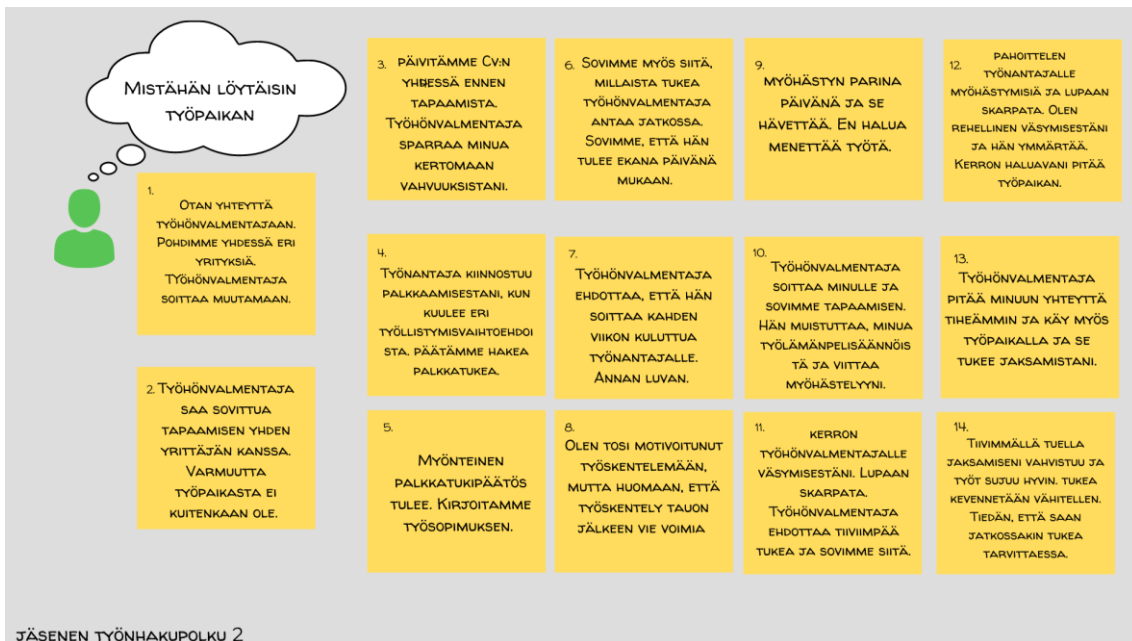 Mistähän löytäisin
työpaikan
1.
Otan yhteyttä
työhönvalmentajaan.
Pohdimme yhdessä eri
yrityksiä.
Työhönvalmentaja
soittaa muutamaan.
2. Työhönvalmentaja
saa sovittua
tapaamisen yhden
yrittäjän kanssa.
Varmuutta
työpaikasta ei
kuitenkaan ole.
3. päivitämme Cv:n
yhdessä ennen
tapaamista.
Työhönvalmentaja
sparraa minua
kertomaan
vahvuuksistani.
4.
Työnantaja kiinnostuu
palkkaamisestani, kun
kuulee eri
työllistymisvaihtoehdoi
sta. päätämme hakea
palkkatukea.
5.
Myönteinen
palkkatukipäätös
tulee. Kirjoitamme
työsopimuksen.
6. Sovimme myös siitä,
millaista tukea
työhönvalmentaja
antaa jatkossa.
Sovimme, että hän
tulee ekana päivänä
mukaan.
7.
Työhönvalmentaja
ehdottaa, että hän
soittaa kahden
viikon kuluttua
työnantajalle.
Annan luvan.
8.
Olen tosi motivoitunut
työskentelemään,
mutta huomaan, että
työskentely tauon
jälkeen vie voimia
9.
myöhästyn parina
päivänä ja se
hävettää. En halua
menettää työtä.
10.
Työhönvalmentaja
soittaa minulle ja
sovimme tapaamisen.
Hän muistuttaa, minua
työlämänpelisäännöis
tä ja viittaa
myöhästelyyni.
11.
kerron
työhönvalmentajalle
väsymisestäni. Lupaan
skarpata.
Työhönvalmentaja
ehdottaa tiiviimpää
tukea ja sovimme siitä.
12.
pahoittelen
työnantajalle
myöhästymisiä ja lupaan
skarpata. Olen
rehellinen väsymisestäni
ja hän ymmärtää.
Kerron haluavani pitää
työpaikan.
13.
Työhönvalmentaja
pitää minuun yhteyttä
tiheämmin ja käy myös
työpaikalla ja se
tukee jaksamistani.
14.
Tiivimmällä tuella
jaksamiseni vahvistuu ja
työt sujuu hyvin. tukea
kevennetään vähitellen.
Tiedän, että saan
jatkossakin tukea
tarvittaessa.
jäsenen työnhakupolku 2